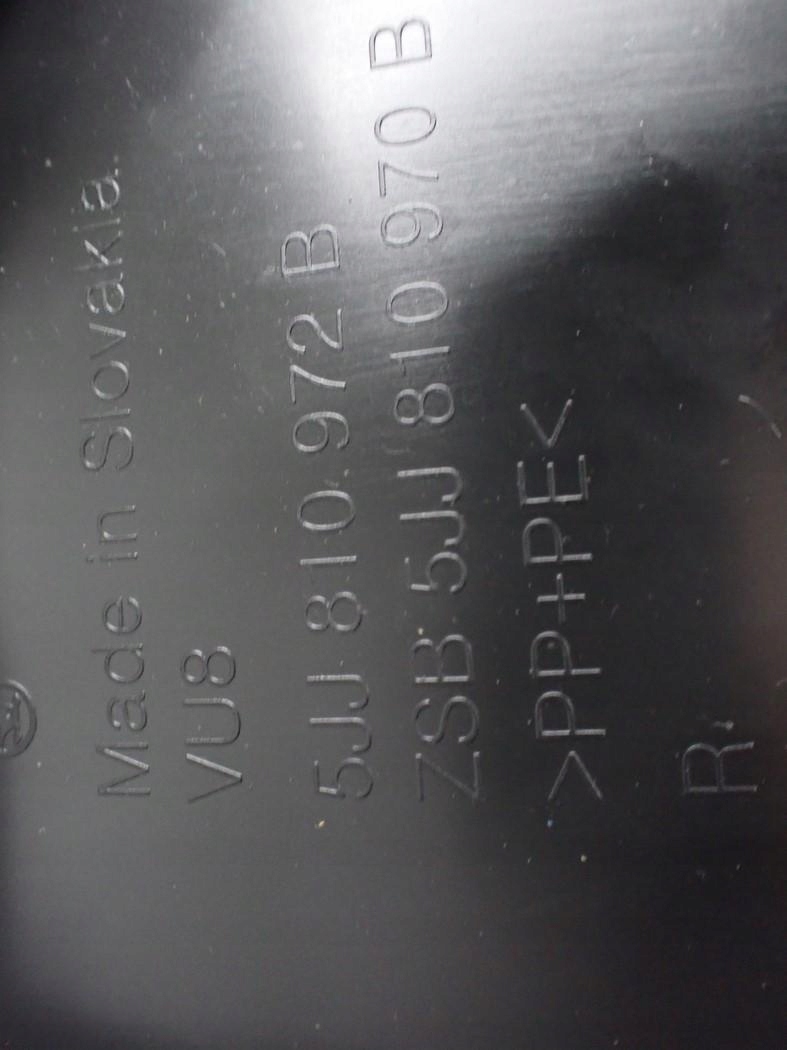 Made in Slovakia.
VU8
5JJ 810 972 B
ZSB 5JJ 810 970 B
>PP+PE<
R